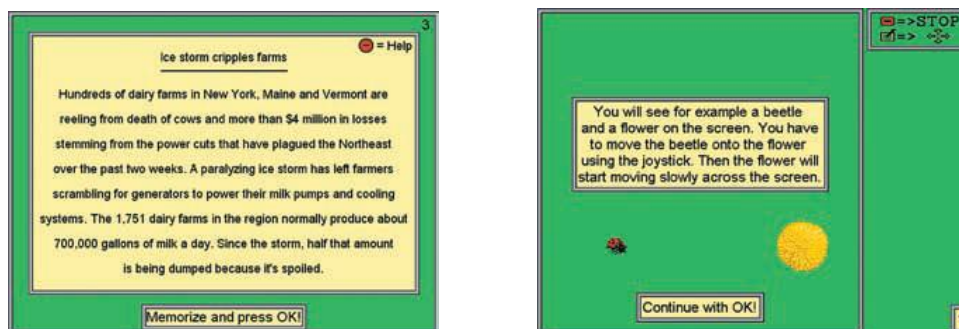 3
= Help
Ice storm cripples farms
Hundreds of dairy farms in New York, Maine and Vermont are
reeling from death of cows and more than $4 million in losses
stemming from the power cuts that have plagued the Northeast
over the past two weeks. A paralyzing ice storm has left farmers
scrambling for generators to power their milk pumps and cooling
systems. The 1,751 dairy farms in the region normally produce about
700,000 gallons of milk a day. Since the storm, half that amount
is being dumped because it's spoiled.
Memorize and press OK!
=>STOP
=>
You will see for example a beetle
and a flower on the screen. You have
to move the beetle onto the flower
using the joystick. Then the flower will
start moving slowly across the screen.
Continue with OK!